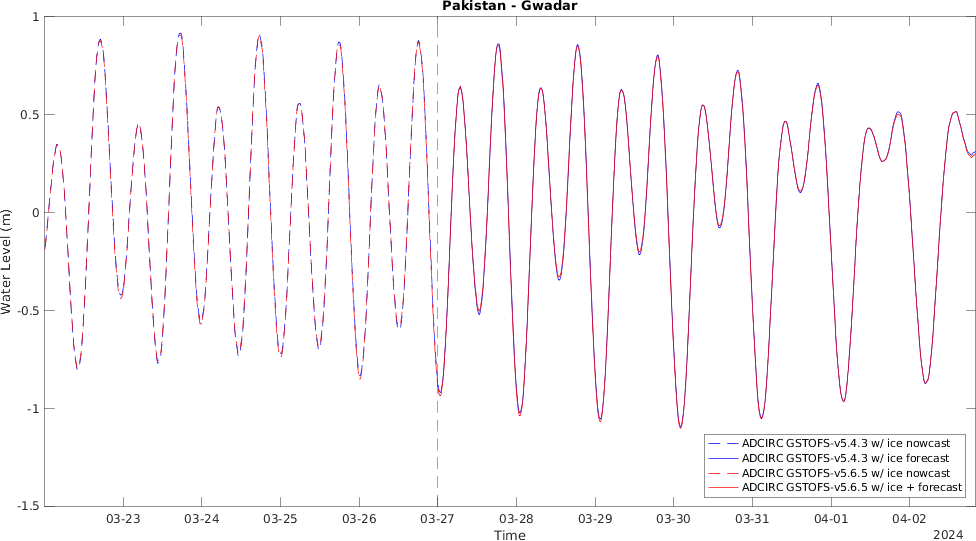 Pakistan - Gwadar
1
0.5
0
-0.5
-1
-1.5
Water Level (m)
ADCIRC GSTOFS-v5.4.3 w/ ice nowcast
ADCIRC GSTOFS-v5.4.3 w/ ice forecast
ADCIRC GSTOFS-v5.6.5 w/ ice nowcast
ADCIRC GSTOFS-v5.6.5 w/ ice + forecast
03-23 03-24 03-25 03-26 03-27 03-28 03-29 03-30 03-31 04-01 04-02
Time
2024